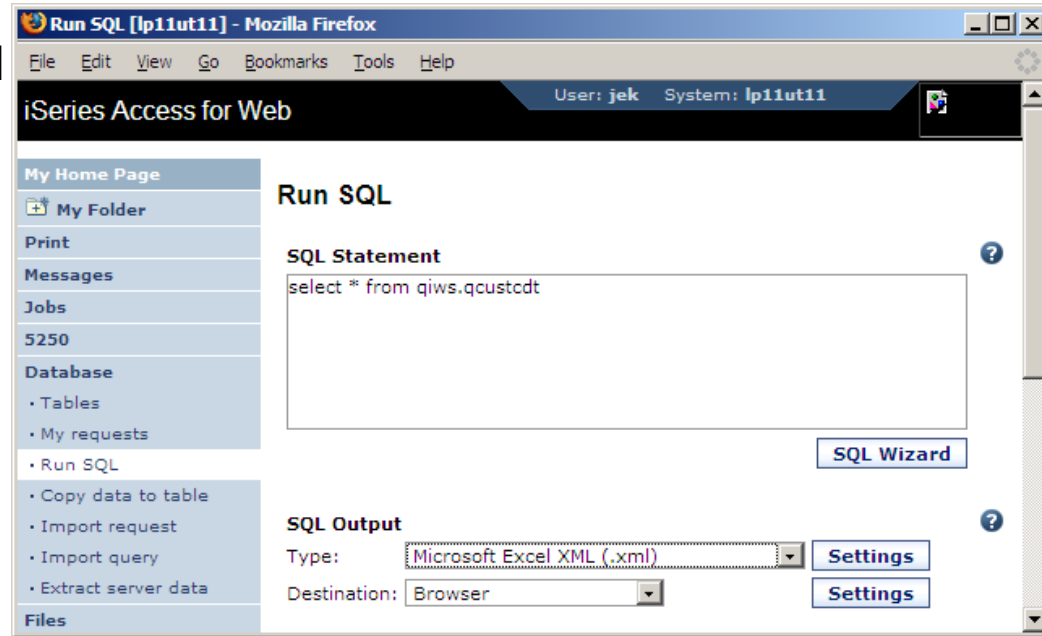 Run SQL [lp11ut11] - Mozilla Firefox
File Edit View Go Bookmarks Tools Help
iSeries Access for Web
User: jek System: lp11ut11
My Home Page
My Folder
Print
Messages
Jobs
5250
Database
• Tables
• My requests
• Run SQL
• Copy data to table
• Import request
• Import query
• Extract server data
Files
Run SQL
SQL Statement
select * from qiws.qcustcdt
SQL Wizard
SQL Output
Type: Microsoft Excel XML (.xml) Settings
Destination: Browser Settings